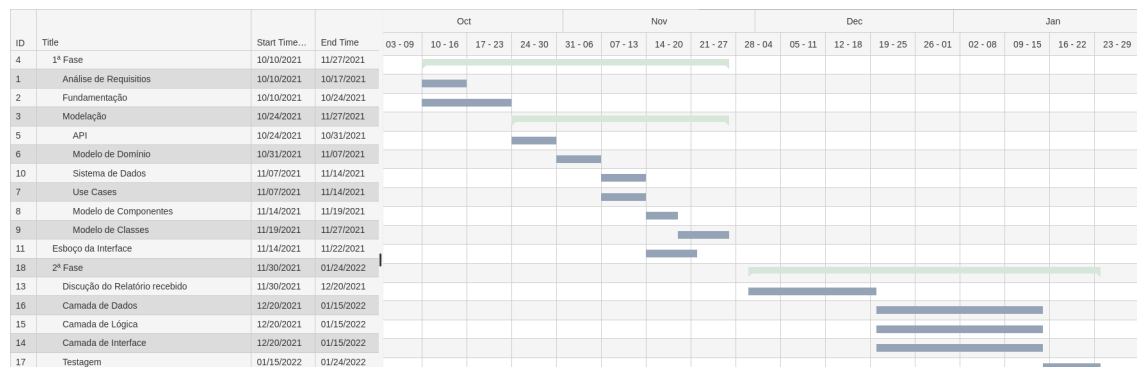 Oct Nov Dec Jan
ID Title Start Time... End Time 03 - 09 10 - 16 17 - 23 24 - 30 31 - 06 07 - 13 14 - 20 21 - 27 28 - 04 05 - 11 12 - 18 19 - 25 26 - 01 02 - 08 09 - 15 16 - 22 23 - 29
4 1ª Fase 10/10/2021 11/27/2021
1 Análise de Requisitios 10/10/2021 10/17/2021
2 Fundamentação 10/10/2021 10/24/2021
3 Modelação 10/24/2021 11/27/2021
5 API 10/24/2021 10/31/2021
6 Modelo de Domínio 10/31/2021 11/07/2021
10 Sistema de Dados 11/07/2021 11/14/2021
7 Use Cases 11/07/2021 11/14/2021
8 Modelo de Componentes 11/14/2021 11/19/2021
9 Modelo de Classes 11/19/2021 11/27/2021
11 Esboço da Interface 11/14/2021 11/22/2021
18 2ª Fase 11/30/2021 01/24/2022
13 Discução do Relatório recebido 11/30/2021 12/20/2021
16 Camada de Dados 12/20/2021 01/15/2022
15 Camada de Lógica 12/20/2021 01/15/2022
14 Camada de Interface 12/20/2021 01/15/2022
17 Testagem 01/15/2022 01/24/2022